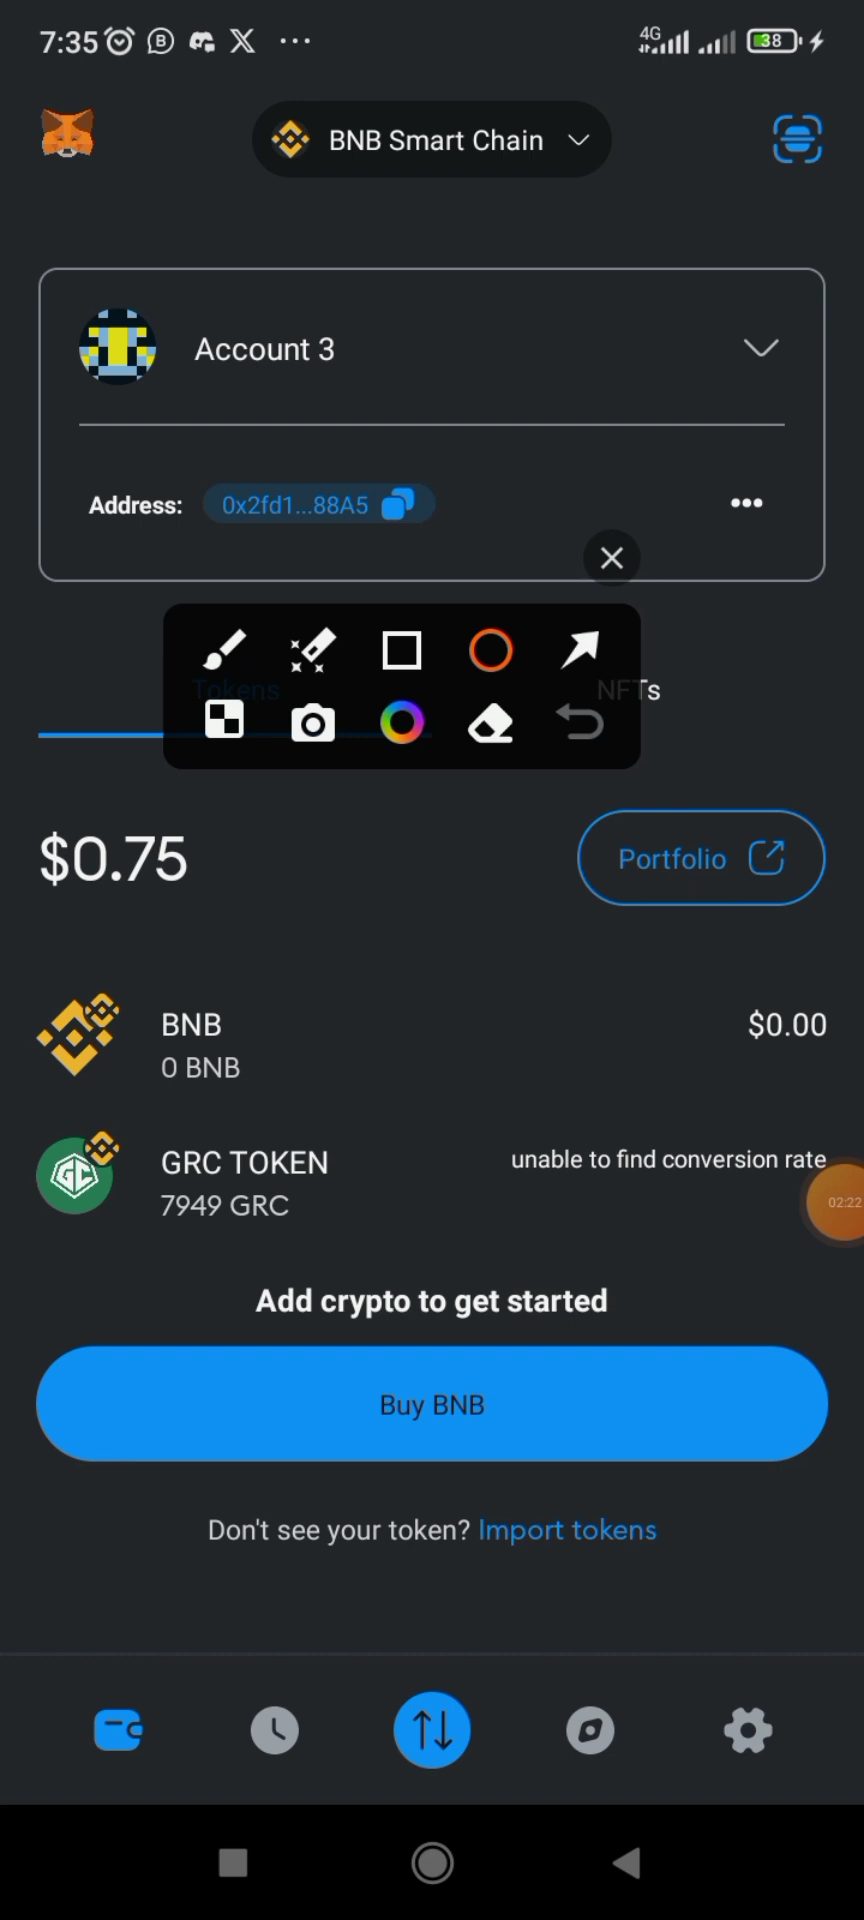 7:35 B X ...
4G 38
BNB Smart Chain
Account 3
Address: 0x2fd1...88A5
Tokens NFTs
$0.75 Portfolio
BNB $0.00
0 BNB
GC GRC TOKEN unable to find conversion rate
7949 GRC
02:22
Add crypto to get started
Buy BNB
Don't see your token? Import tokens